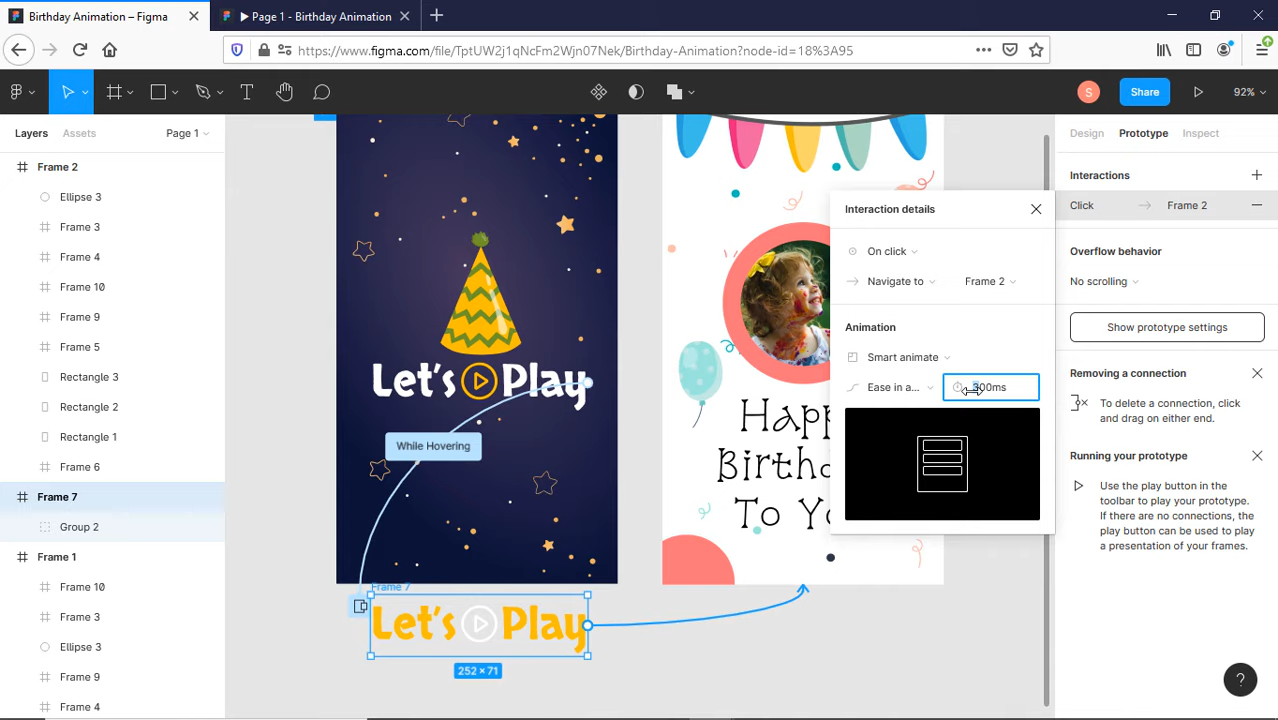 Birthday Animation – Figma
Page 1 - Birthday Animation
https://www.figma.com/file/TptUW2j1qNcFm2Wjn07Nek/Birthday-Animation?node-id=18%3A95
S
Share
92%
Layers
Assets
Page 1
Design
Prototype
Inspect
Frame 2
Ellipse 3
Frame 3
Frame 4
Frame 10
Frame 9
Frame 5
Rectangle 3
Rectangle 2
Rectangle 1
Frame 6
Frame 7
Group 2
Frame 1
Frame 10
Frame 3
Ellipse 3
Frame 9
Frame 4
Let's Play
While Hovering
Frame 7
Let's Play
252 × 71
Happ
Birtha
To Yo
Interaction details
On click
Navigate to
Frame 2
Animation
Smart animate
Ease in a...
300ms
Interactions
Click
Frame 2
Overflow behavior
No scrolling
Show prototype settings
Removing a connection
To delete a connection, click
and drag on either end.
Running your prototype
Use the play button in the
toolbar to play your prototype.
If there are no connections, the
play button can be used to play
a presentation of your frames.
?